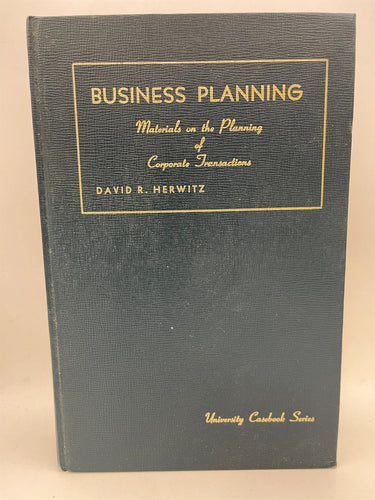 BUSINESS PLANNING
Materials on the Planning
of
Corporate Transactions
DAVID R. HERWITZ
University Casebook Series